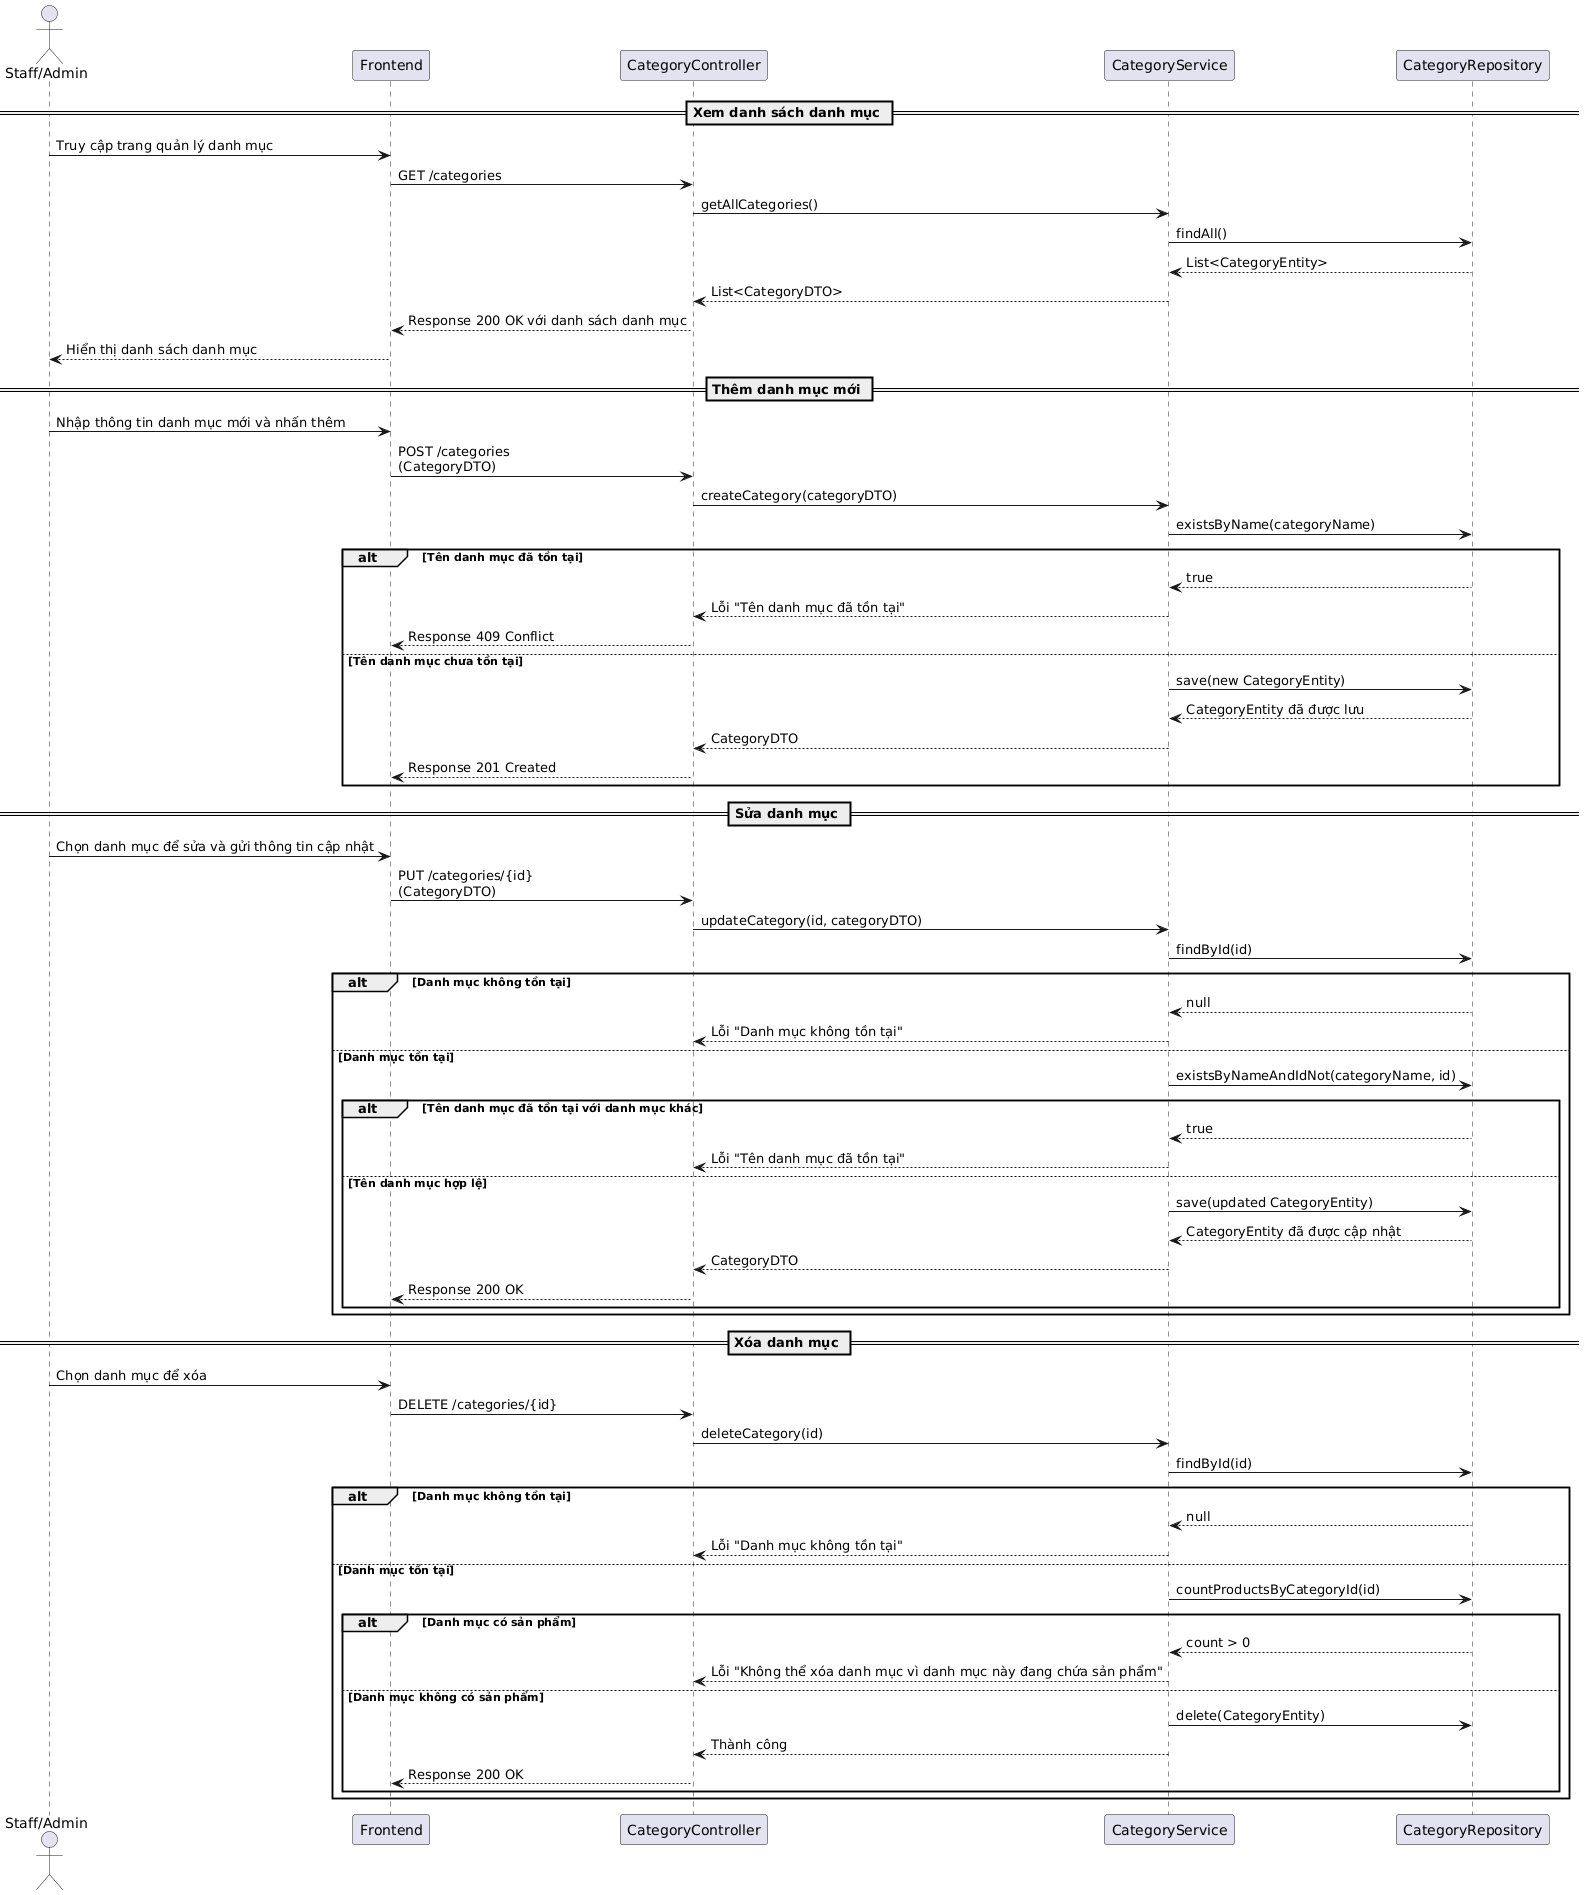 Staff/Admin
Frontend
CategoryController
CategoryService
CategoryRepository
Xem danh sách danh mục
Truy cập trang quản lý danh mục
GET /categories
getAllCategories()
findAll()
List<CategoryEntity>
List<CategoryDTO>
Response 200 OK với danh sách danh mục
Hiển thị danh sách danh mục
Thêm danh mục mới
Nhập thông tin danh mục mới và nhấn thêm
POST /categories
(CategoryDTO)
createCategory(categoryDTO)
existsByName(categoryName)
alt [Tên danh mục đã tồn tại]
true
Lỗi "Tên danh mục đã tồn tại"
Response 409 Conflict
[Tên danh mục chưa tồn tại]
save(new CategoryEntity)
CategoryEntity đã được lưu
CategoryDTO
Response 201 Created
Sửa danh mục
Chọn danh mục để sửa và gửi thông tin cập nhật
PUT /categories/{id}
(CategoryDTO)
updateCategory(id, categoryDTO)
findById(id)
alt [Danh mục không tồn tại]
null
Lỗi "Danh mục không tồn tại"
[Danh mục tồn tại]
existsByNameAndIdNot(categoryName, id)
alt [Tên danh mục đã tồn tại với danh mục khác]
true
Lỗi "Tên danh mục đã tồn tại"
[Tên danh mục hợp lệ]
save(updated CategoryEntity)
CategoryEntity đã được cập nhật
CategoryDTO
Response 200 OK
Xóa danh mục
Chọn danh mục để xóa
DELETE /categories/{id}
deleteCategory(id)
findById(id)
alt [Danh mục không tồn tại]
null
Lỗi "Danh mục không tồn tại"
[Danh mục tồn tại]
countProductsByCategoryId(id)
alt [Danh mục có sản phẩm]
count > 0
Lỗi "Không thể xóa danh mục vì danh mục này đang chứa sản phẩm"
[Danh mục không có sản phẩm]
delete(CategoryEntity)
Thành công
Response 200 OK
Staff/Admin
Frontend
CategoryController
CategoryService
CategoryRepository